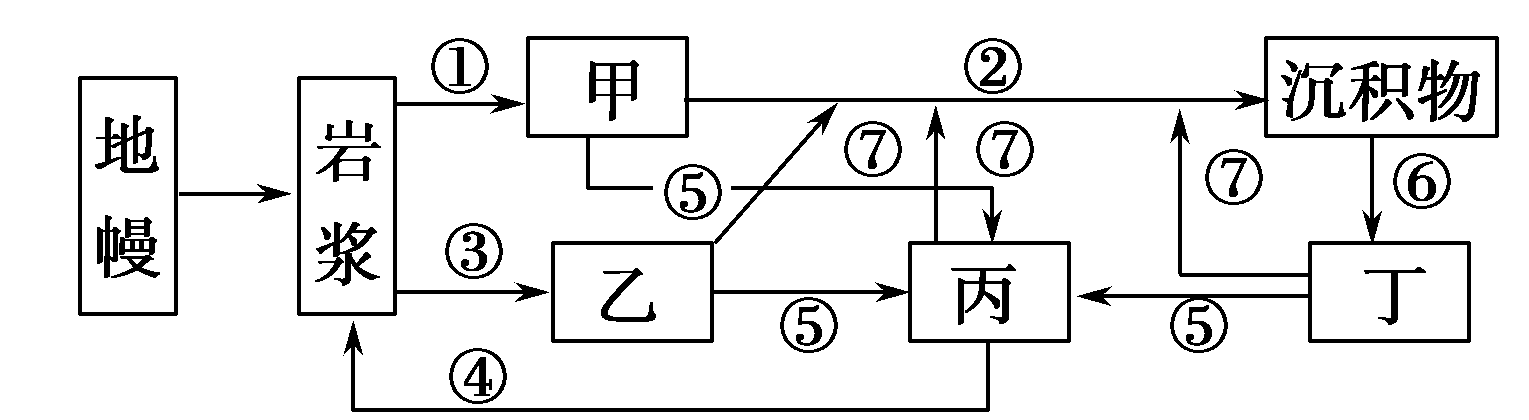 地幔
岩浆
①
甲
②
沉积物
⑤
⑦
⑦
⑦
⑥
③
乙
⑤
丙
⑤
丁
④